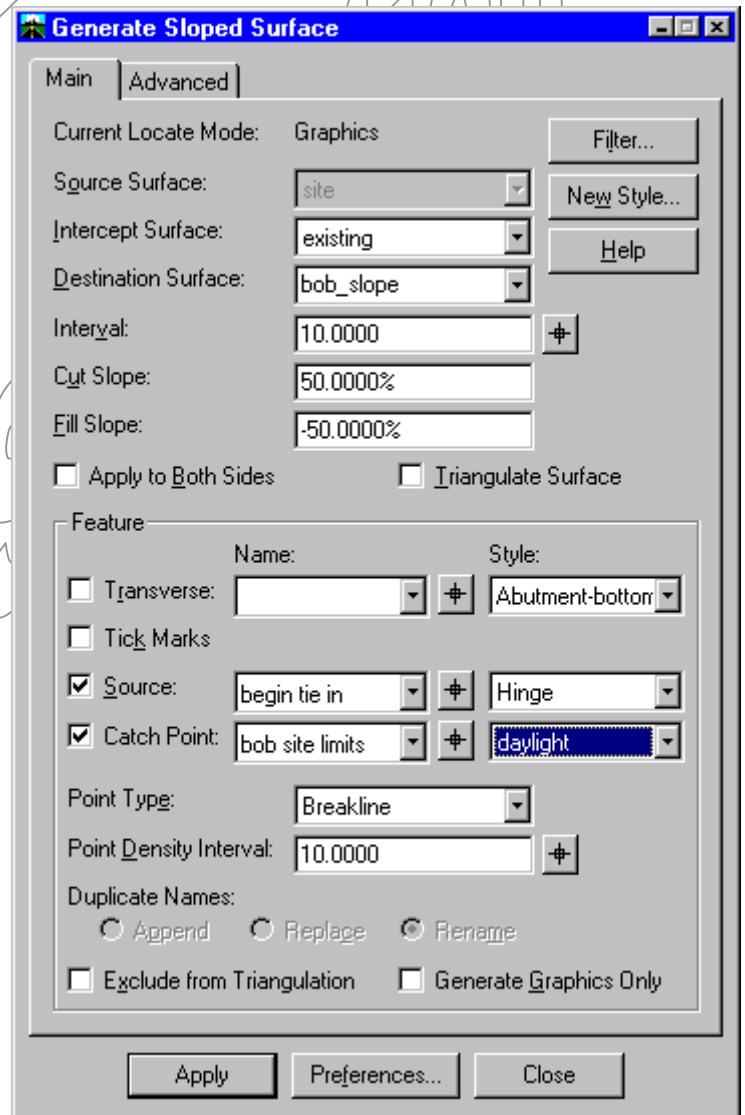 Generate Sloped Surface
Main Advanced
Current Locate Mode: Graphics Filter...
Source Surface: site New Style...
Intercept Surface: existing Help
Destination Surface: bob_slope
Interval: 10.0000
Cut Slope: 50.0000%
Fill Slope: -50.0000%
Apply to Both Sides Triangulate Surface
Feature
Name: Style:
Transverse: Abutment-bottom
Tick Marks
Source: begin tie in Hinge
Catch Point: bob site limits daylight
Point Type: Breakline
Point Density Interval: 10.0000
Duplicate Names:
Append Replace Rename
Exclude from Triangulation Generate Graphics Only
Apply Preferences... Close